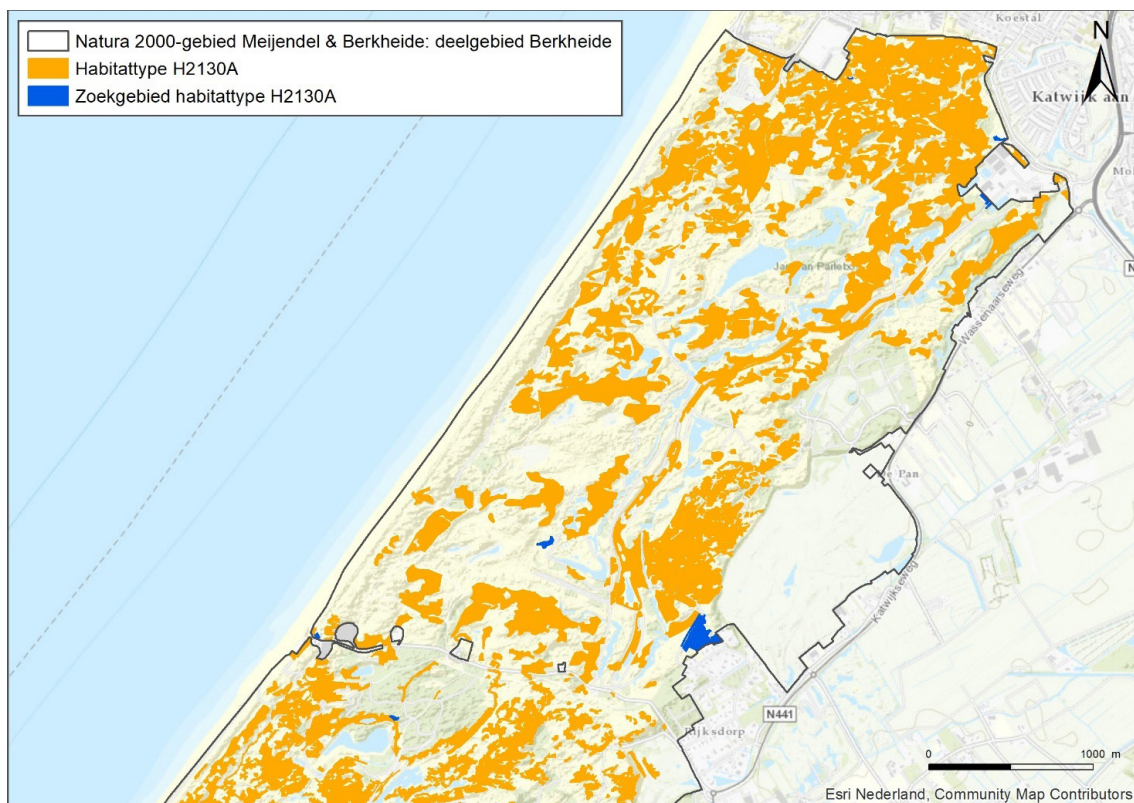 Natura 2000-gebied Meijendel & Berkheide: deelgebied Berkheide
Habitattype H2130A
Zoekgebied habitattype H2130A
Koestal
N
Katwijk aan
Wassenaarseweg
Pan
Katwijkseweg
N441
Rijksdorp
0 1000 m
Esri Nederland, Community Map Contributors